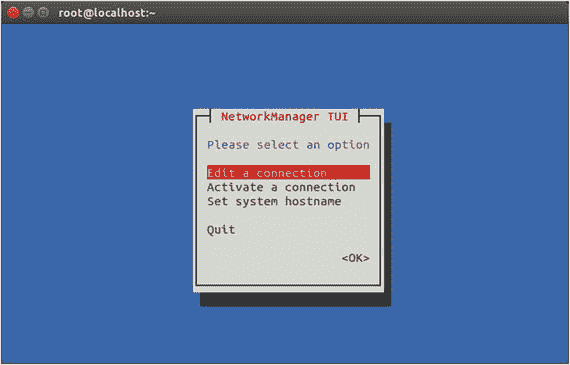 root@localhost:~
NetworkManager TUI
Please select an option
Edit a connection
Activate a connection
Set system hostname
Quit
<OK>